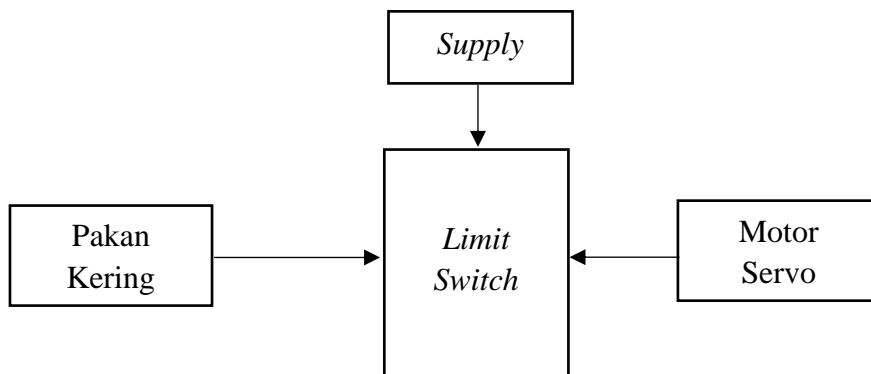 Supply
Pakan
Kering
Limit
Switch
Motor
Servo